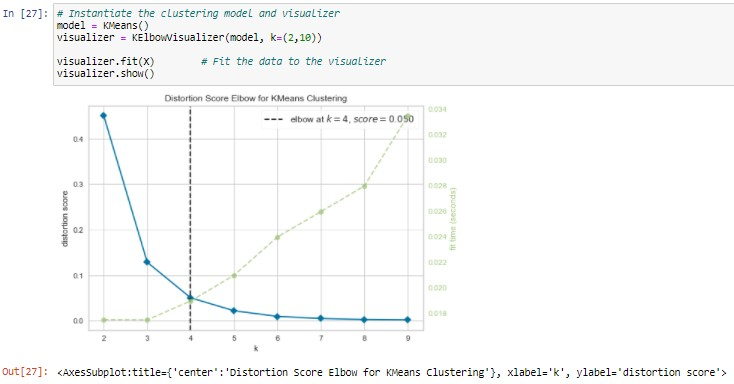 In [27]: # Instantiate the clustering model and visualizer
model = KMeans()
visualizer = KElbowVisualizer(model, k=(2,10))
visualizer.fit(X) # Fit the data to the visualizer
visualizer.show()
Distortion Score Elbow for KMeans Clustering
elbow at k = 4, score = 0.050
0.4
0.3
0.2
0.1
0.0
distortion score
0.034
0.032
0.030
0.028
0.026
0.024
0.022
0.020
0.018
fit time (seconds)
2 3 4 5 6 7 8 9
k
Out[27]: <AxesSubplot:title={'center':'Distortion Score Elbow for KMeans Clustering'}, xlabel='k', ylabel='distortion score'>